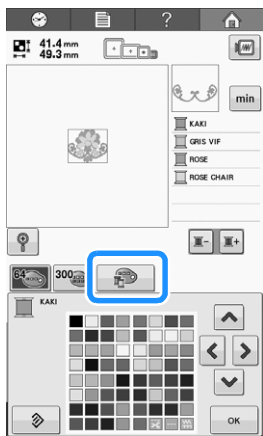 ?
41.4 mm
49.3 mm
min
KAKI
GRIS VIF
ROSE
ROSE CHAIR
64
300
KAKI
OK